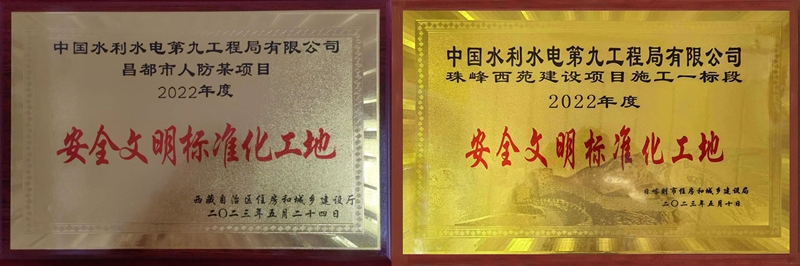 中国水利水电第九工程局有限公司
昌都市人防某项目
2022年度
安全文明标准化工地
西藏自治区住房和城乡建设厅
二〇二三年五月二十四日
中国水利水电第九工程局有限公司
珠峰西苑建设项目施工一标段
2022年度
安全文明标准化工地
日喀则市住房和城乡建设局
二〇二三年五月十日